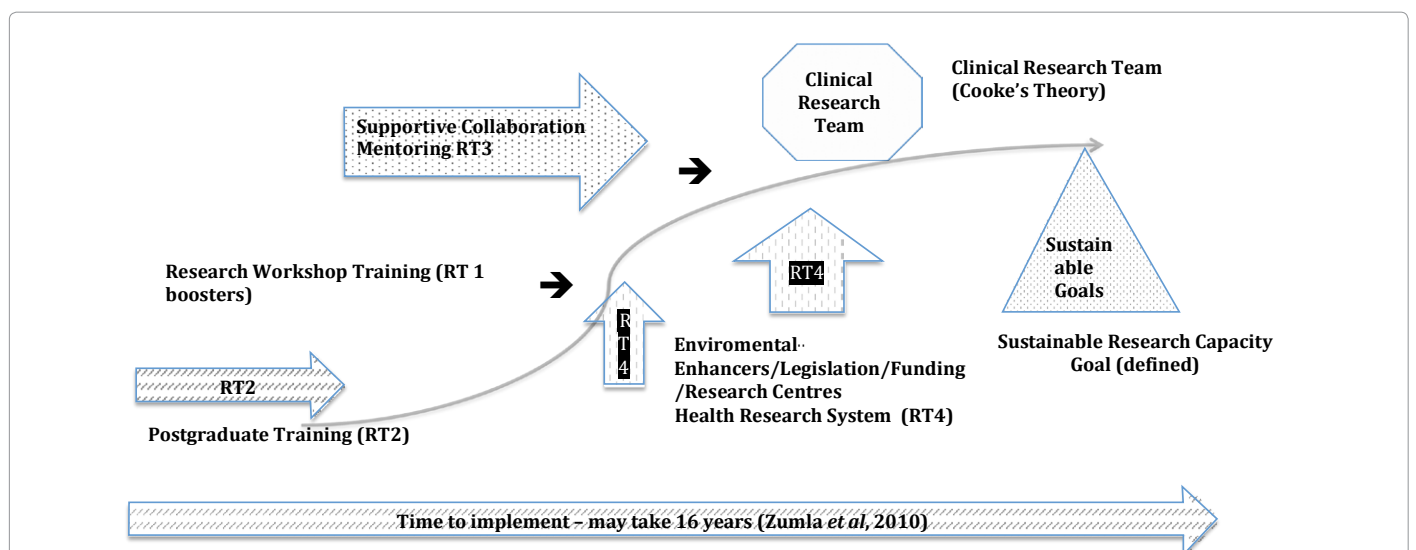 Clinical
Research
Team
Clinical Research Team
(Cooke’s Theory)
Supportive Collaboration
Mentoring RT3
Research Workshop Training (RT 1
boosters)
RT4
R
T
4
Sustain
able
Goals
Enviromental··
Enhancers/Legislation/Funding
/Research Centres
Health Research System (RT4)
Sustainable Research Capacity
Goal (defined)
RT2
Postgraduate Training (RT2)
Time to implement – may take 16 years (Zumla et al, 2010)